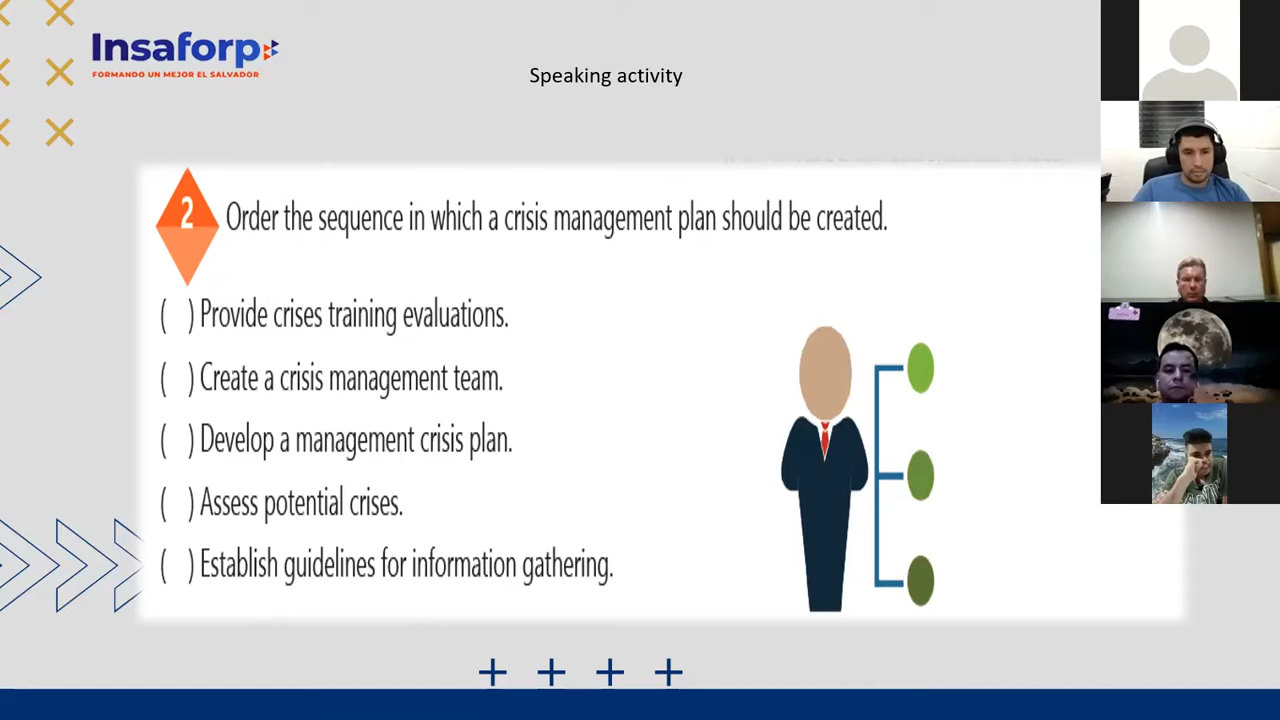 Insaforp
FORMANDO UN MEJOR EL SALVADOR
Speaking activity
2
Order the sequence in which a crisis management plan should be created.
( ) Provide crises training evaluations.
( ) Create a crisis management team.
( ) Develop a management crisis plan.
( ) Assess potential crises.
( ) Establish guidelines for information gathering.